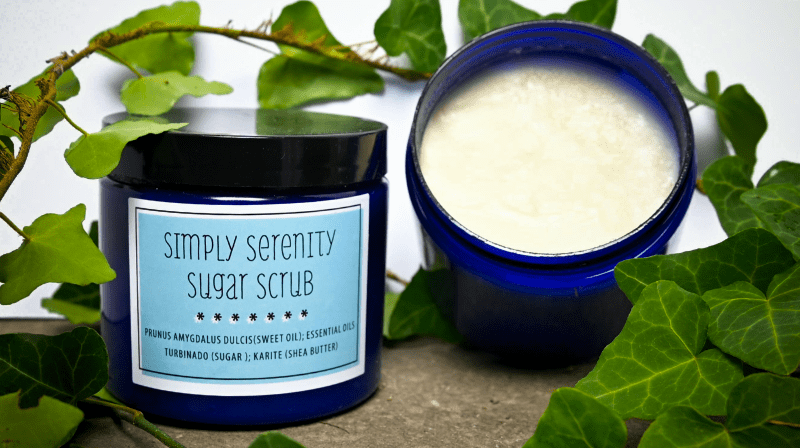 Simply Serenity
Sugar Scrub
* * * * * * *
PRUNUS AMYGDALUS DULCIS(SWEET OIL); ESSENTIAL OILS
TURBINADO (SUGAR ); KARITE (SHEA BUTTER)